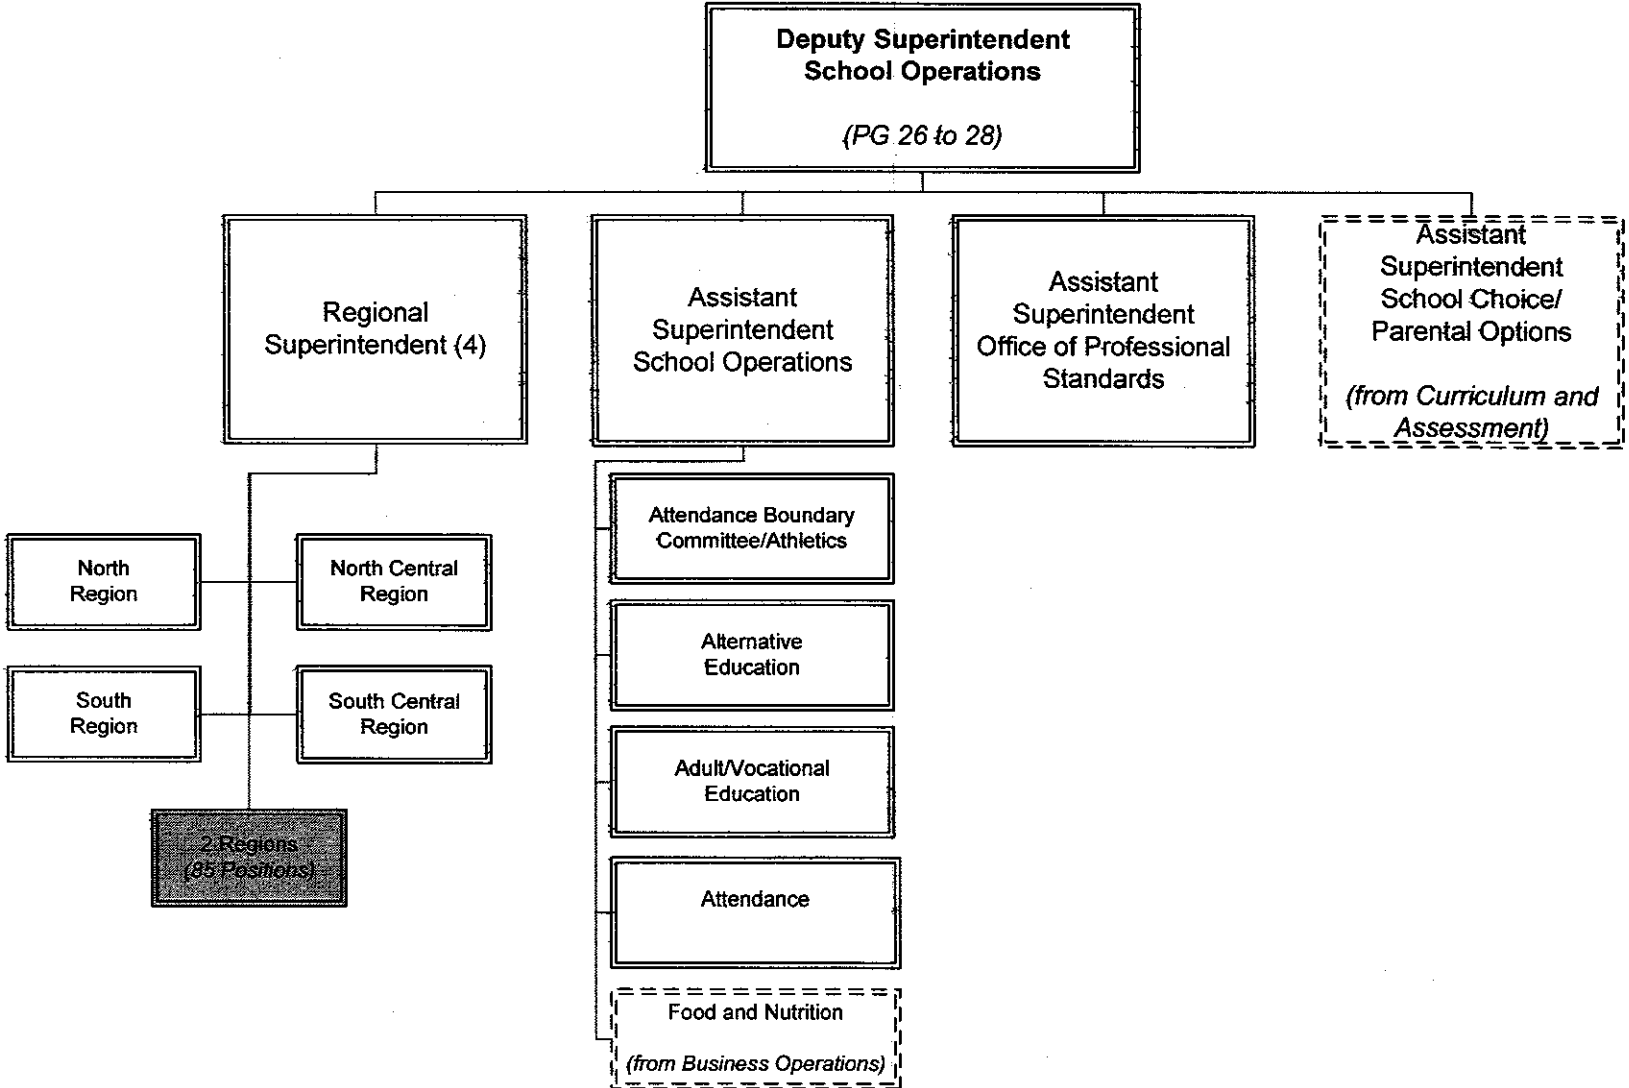 Deputy Superintendent
School Operations
(PG 26 to 28)
Regional
Superintendent (4)
Assistant
Superintendent
School Operations
Assistant
Superintendent
Office of Professional
Standards
Assistant
Superintendent
School Choice/
Parental Options
(from Curriculum and
Assessment)
North
Region
North Central
Region
South
Region
South Central
Region
2 Regions
(85 Positions)
Attendance Boundary
Committee/Athletics
Alternative
Education
Adult/Vocational
Education
Attendance
Food and Nutrition
(from Business Operations)